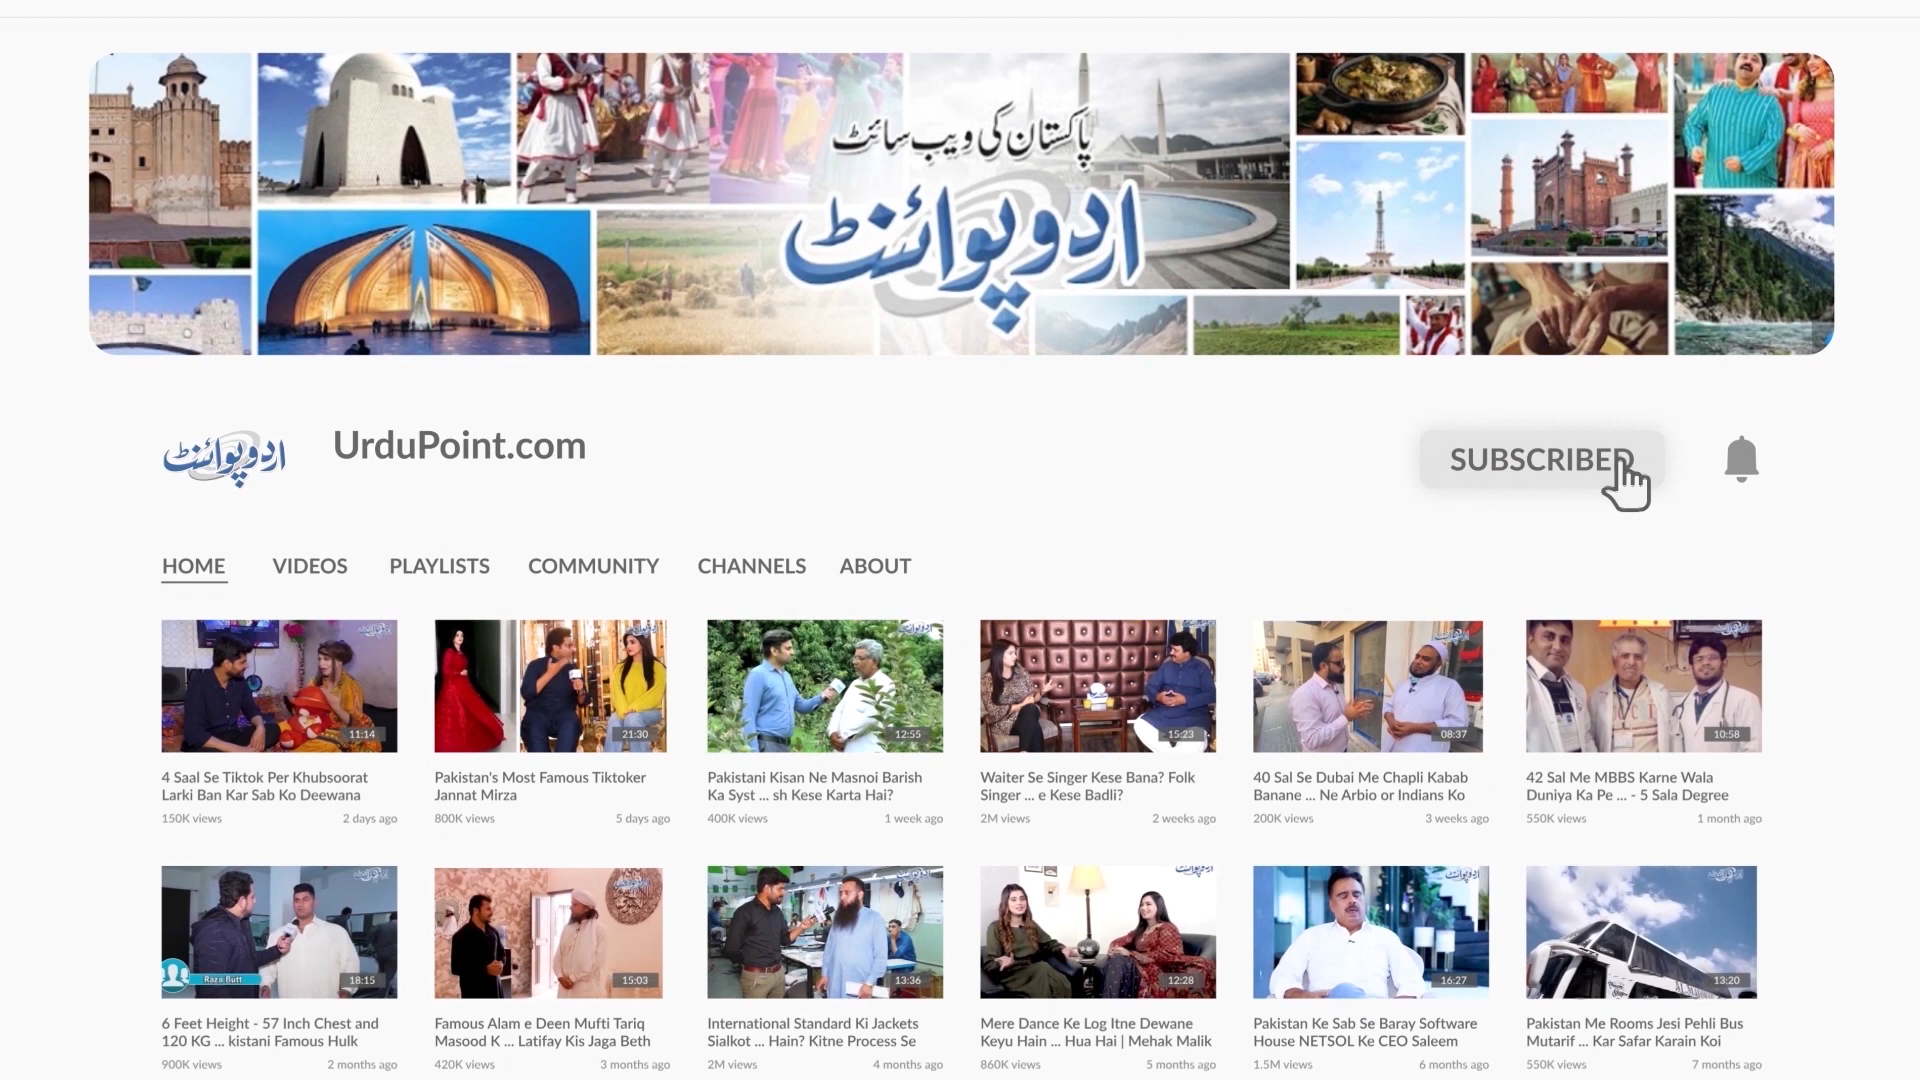 پاکستان کی ویب سائٹ
اردو پوائنٹ
اردو پوائنٹ
UrduPoint.com
SUBSCRIBED
HOME VIDEOS PLAYLISTS COMMUNITY CHANNELS ABOUT
11:14
21:30
12:55
15:23
08:37
10:58
4 Saal Se Tiktok Per Khubsoorat
Larki Ban Kar Sab Ko Deewana
150K views 2 days ago
Pakistan's Most Famous Tiktoker
Jannat Mirza
800K views 5 days ago
Pakistani Kisan Ne Masnoi Barish
Ka Syst ... sh Kese Karta Hai?
400K views 1 week ago
Waiter Se Singer Kese Bana? Folk
Singer ... e Kese Badli?
2M views 2 weeks ago
40 Sal Se Dubai Me Chapli Kabab
Banane ... Ne Arbio or Indians Ko
200K views 3 weeks ago
42 Sal Me MBBS Karne Wala
Duniya Ka Pe ... - 5 Sala Degree
550K views 1 month ago
Raza Butt
18:15
15:03
13:36
12:28
16:27
13:20
6 Feet Height - 57 Inch Chest and
120 KG ... kistani Famous Hulk
900K views 2 months ago
Famous Alam e Deen Mufti Tariq
Masood K ... Latifay Kis Jaga Beth
420K views 3 months ago
International Standard Ki Jackets
Sialkot ... Hain? Kitne Process Se
2M views 4 months ago
Mere Dance Ke Log Itne Dewane
Keyu Hain ... Hua Hai | Mehak Malik
860K views 5 months ago
Pakistan Ke Sab Se Baray Software
House NETSOL Ke CEO Saleem
1.5M views 6 months ago
Pakistan Me Rooms Jesi Pehli Bus
Mutarif ... Kar Safar Karain Koi
550K views 7 months ago